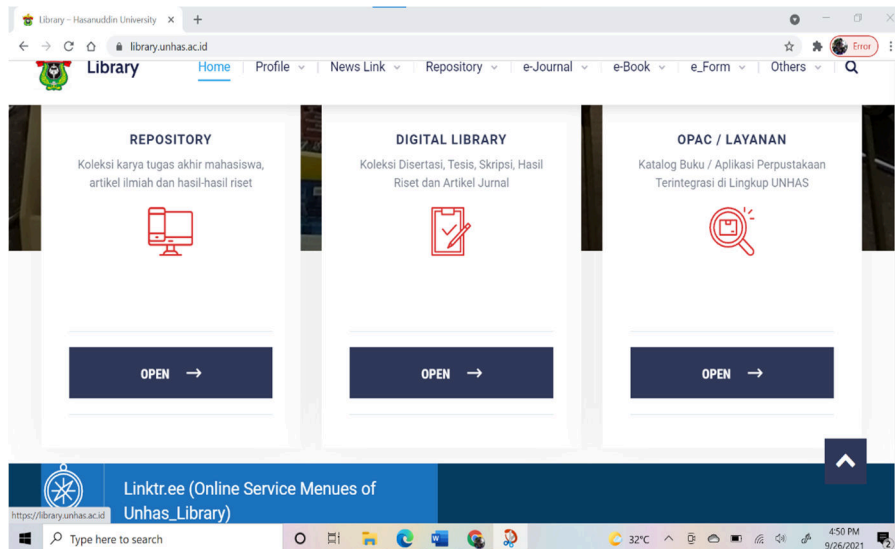 Library – Hasanuddin University
library.unhas.ac.id
Error
Library
Home
Profile
News Link
Repository
e-Journal
e-Book
e_Form
Others
REPOSITORY
Koleksi karya tugas akhir mahasiswa,
artikel ilmiah dan hasil-hasil riset
OPEN
DIGITAL LIBRARY
Koleksi Disertasi, Tesis, Skripsi, Hasil
Riset dan Artikel Jurnal
OPEN
OPAC / LAYANAN
Katalog Buku / Aplikasi Perpustakaan
Terintegrasi di Lingkup UNHAS
OPEN
Linktr.ee (Online Service Menues of
Unhas_Library)
https://library.unhas.ac.id
Type here to search
32°C
4:50 PM
9/26/2021